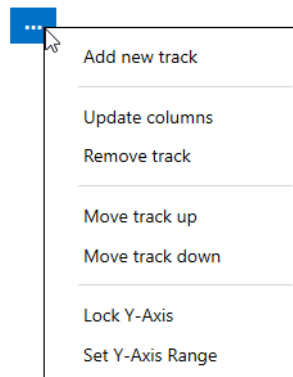 ...
Add new track
Update columns
Remove track
Move track up
Move track down
Lock Y-Axis
Set Y-Axis Range